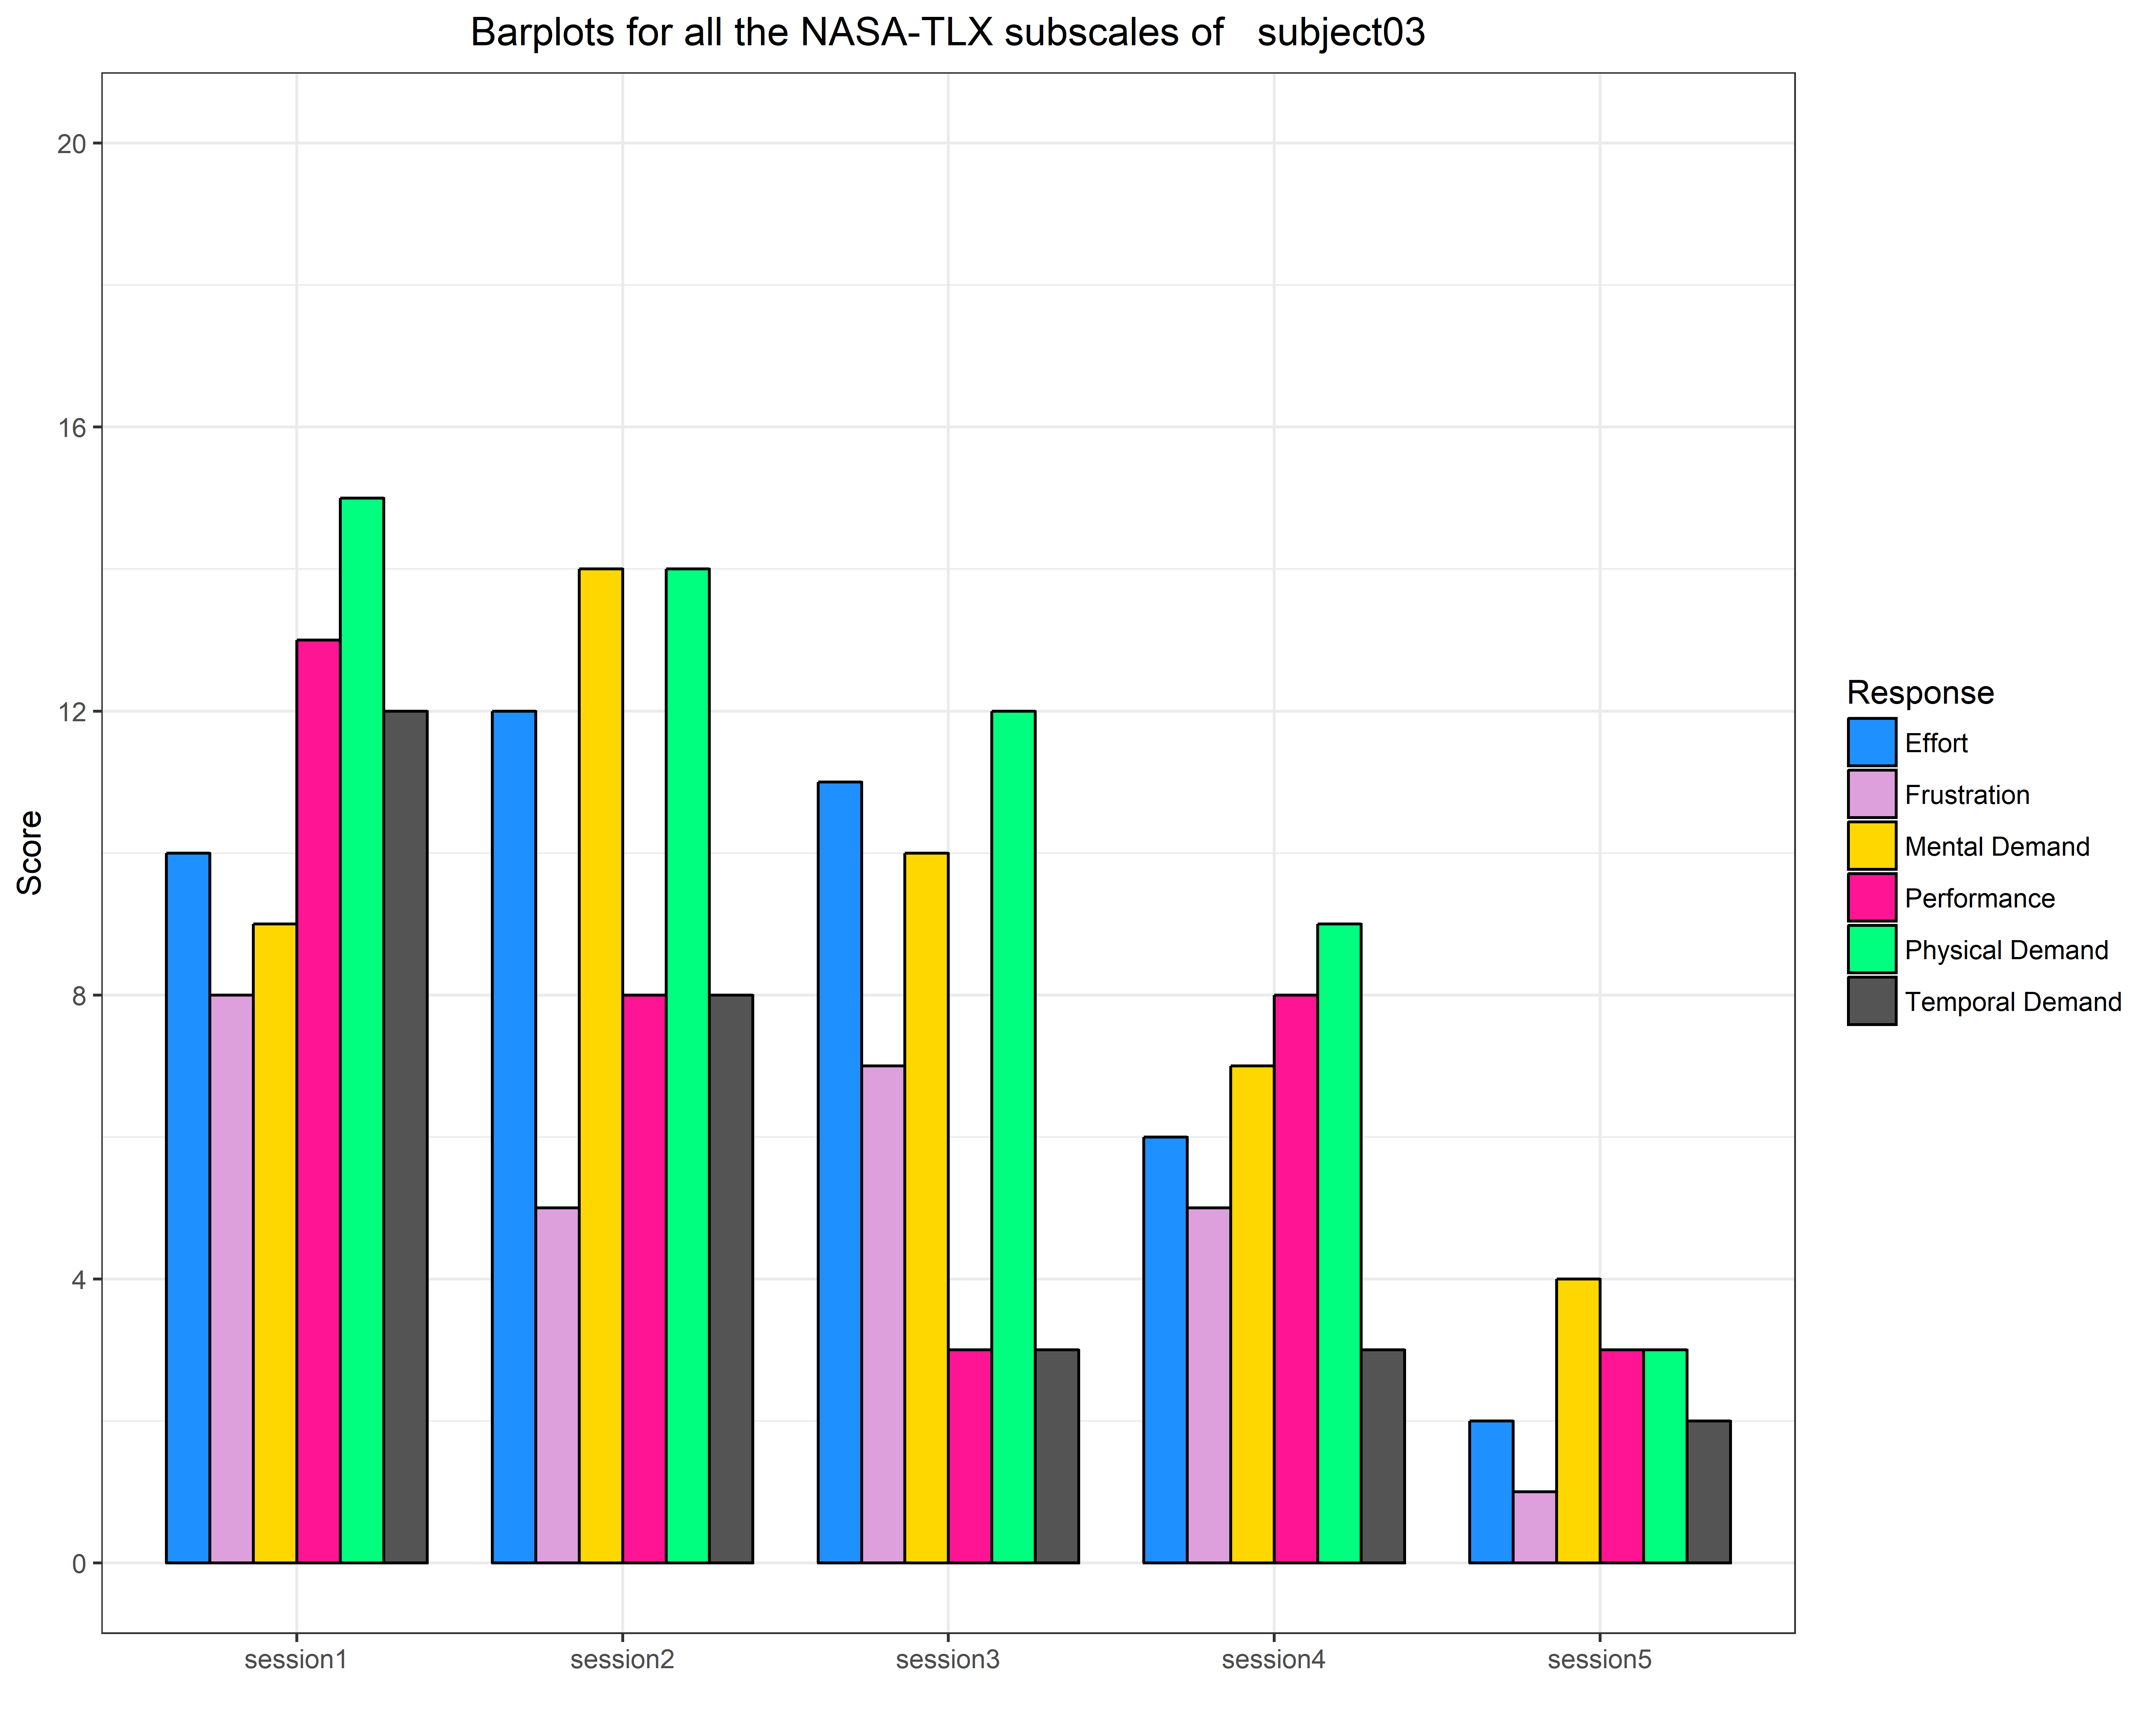 Barplots for all the NASA-TLX subscales of   subject03
Score
20
16
12
8
4
0
session1
session2
session3
session4
session5
Response
Effort
Frustration
Mental Demand
Performance
Physical Demand
Temporal Demand